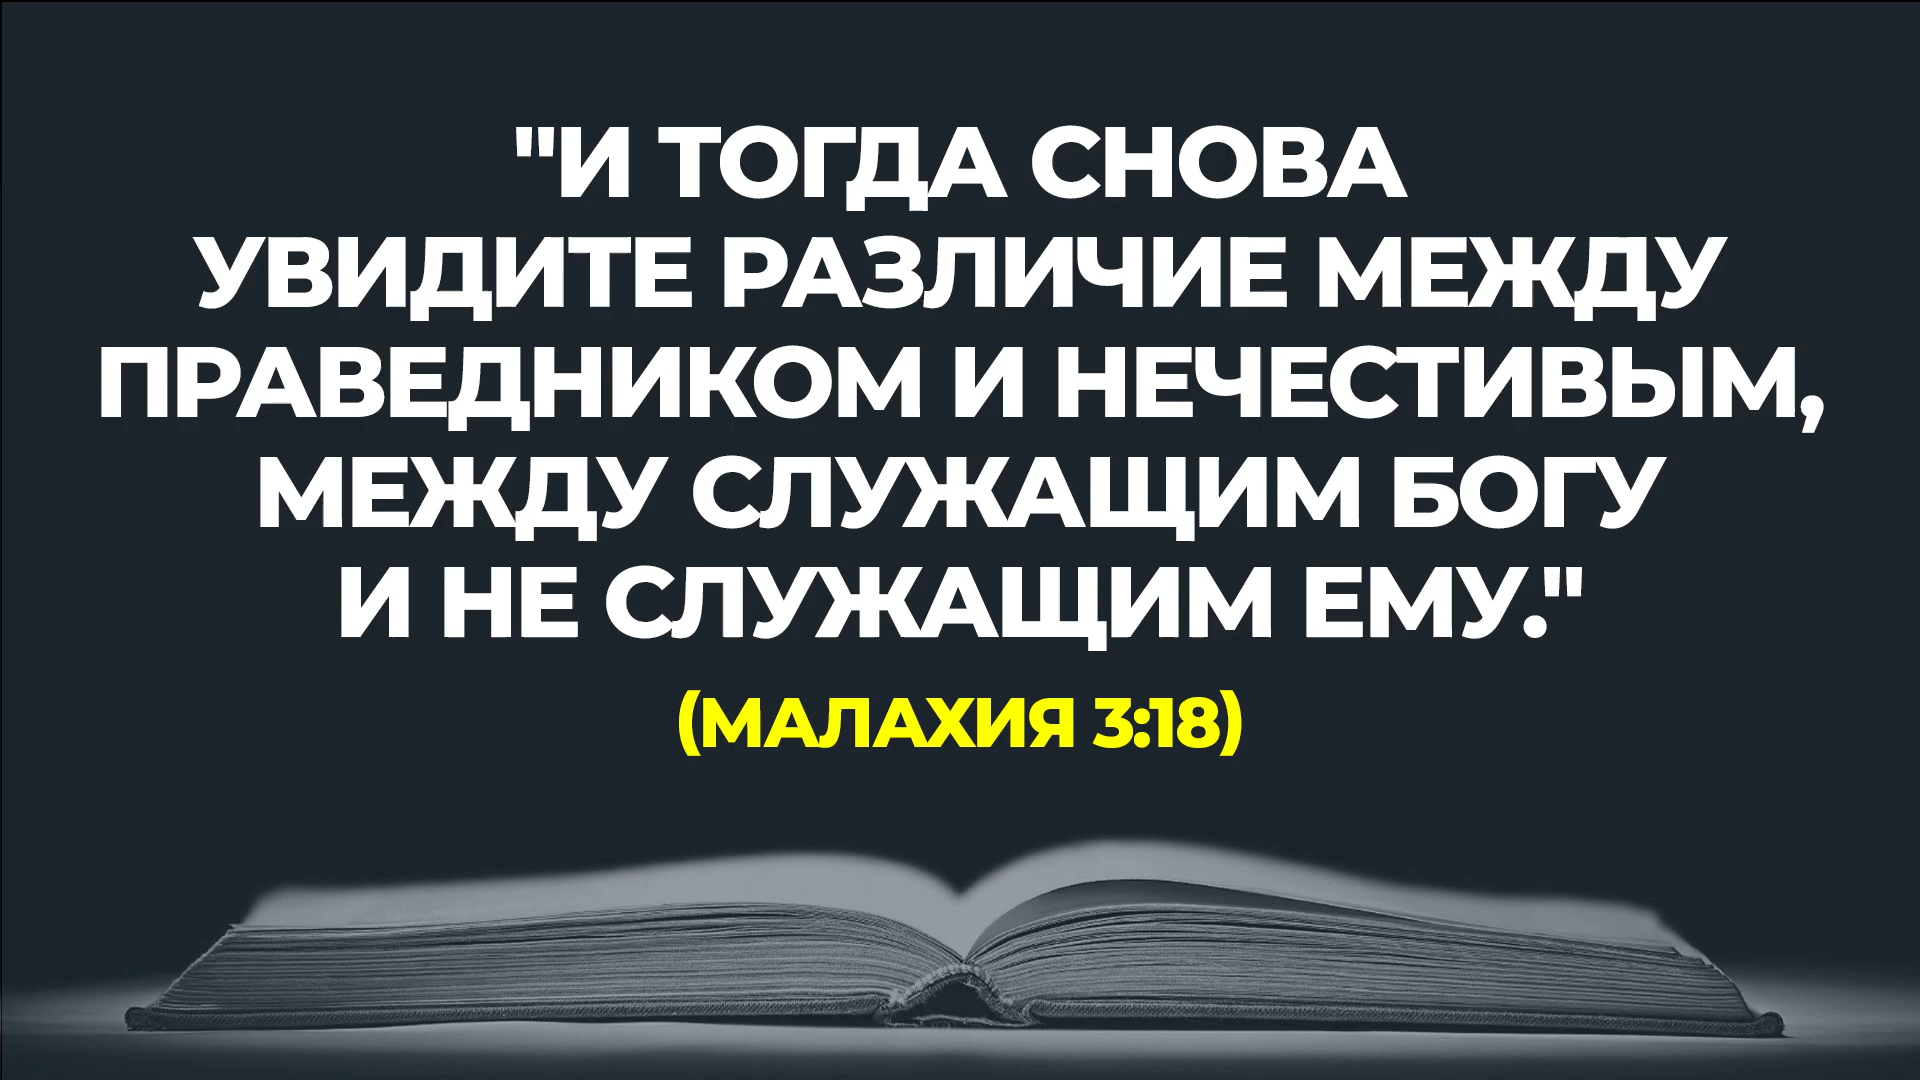 "И ТОГДА СНОВА
УВИДИТЕ РАЗЛИЧИЕ МЕЖДУ
ПРАВЕДНИКОМ И НЕЧЕСТИВЫМ,
МЕЖДУ СЛУЖАЩИМ БОГУ
И НЕ СЛУЖАЩИМ ЕМУ."
(МАЛАХИЯ 3:18)